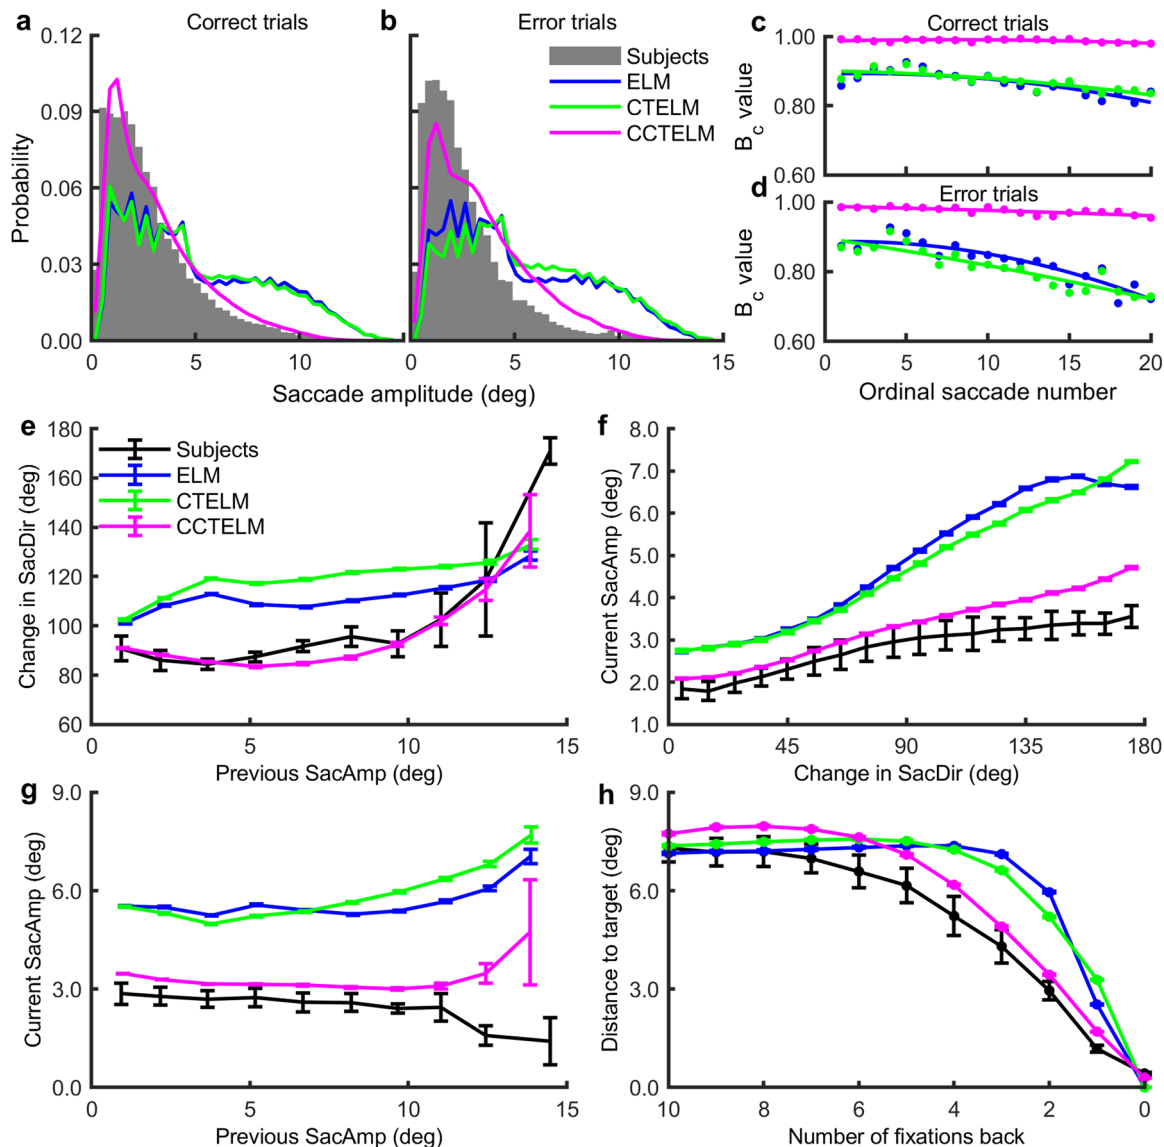 a Correct trials
b Error trials
Probability
0.12
0.09
0.06
0.03
0.00
Subjects
ELM
CTELM
CCTELM
0 5 10
0 5 10 15
Saccade amplitude (deg)
c Correct trials
Bc value
1.00
0.80
0.60
d Error trials
Bc value
1.00
0.80
0.60
0 5 10 15 20
Ordinal saccade number
e
Change in SacDir (deg)
180
160
140
120
100
80
60
Subjects
ELM
CTELM
CCTELM
0 5 10 15
Previous SacAmp (deg)
f
Current SacAmp (deg)
8.0
7.0
6.0
5.0
4.0
3.0
2.0
1.0
0 45 90 135 180
Change in SacDir (deg)
g
Current SacAmp (deg)
9.0
6.0
3.0
0.0
0 5 10 15
Previous SacAmp (deg)
h
Distance to target (deg)
9.0
6.0
3.0
0.0
10 8 6 4 2 0
Number of fixations back